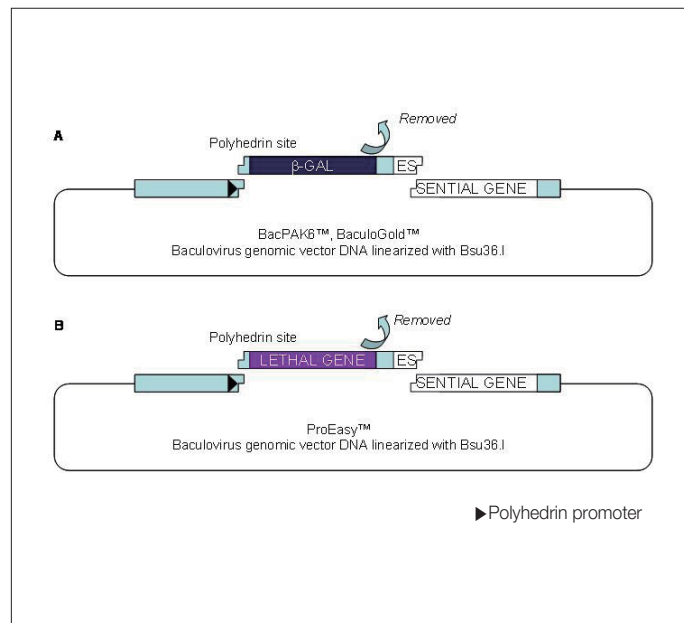 A
Removed
Polyhedrin site
β-GAL
ES
SENTIAL GENE
BacPAK6™, BaculoGold™
Baculovirus genomic vector DNA linearized with Bsu36.I
B
Removed
Polyhedrin site
LETHAL GENE
ES
SENTIAL GENE
ProEasy™
Baculovirus genomic vector DNA linearized with Bsu36.I
▶Polyhedrin promoter